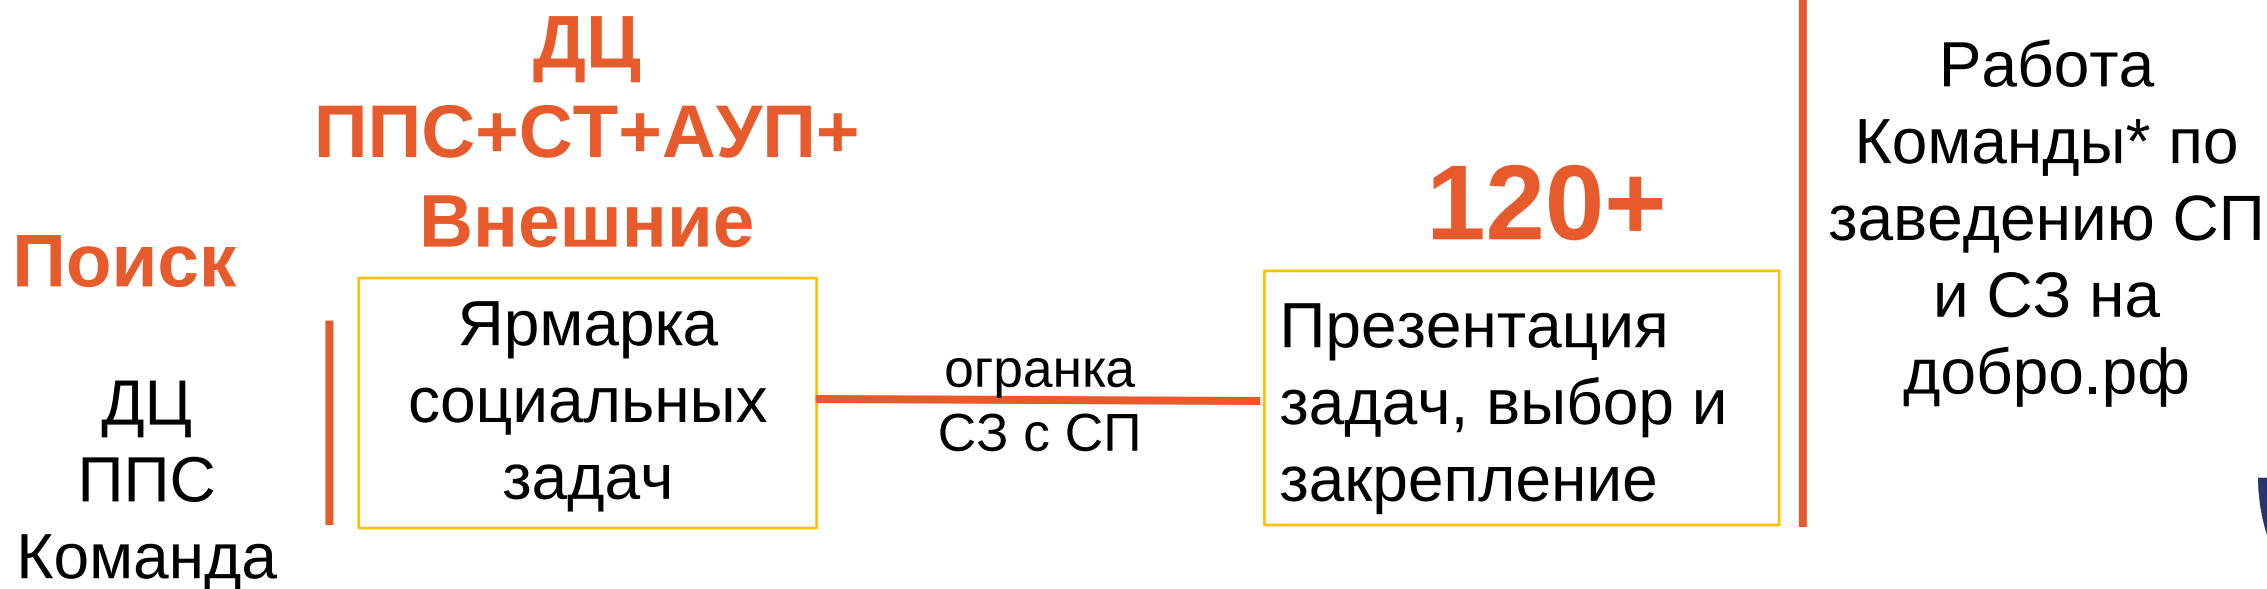 Поиск
ДЦ
ППС
Команда
ДЦ
ППС+СТ+АУП+
Внешние
Ярмарка
социальных
задач
огранка
СЗ с СП
120+
Презентация
задач, выбор и
закрепление
Работа
Команды* по
заведению СП
и СЗ на
добро.рф